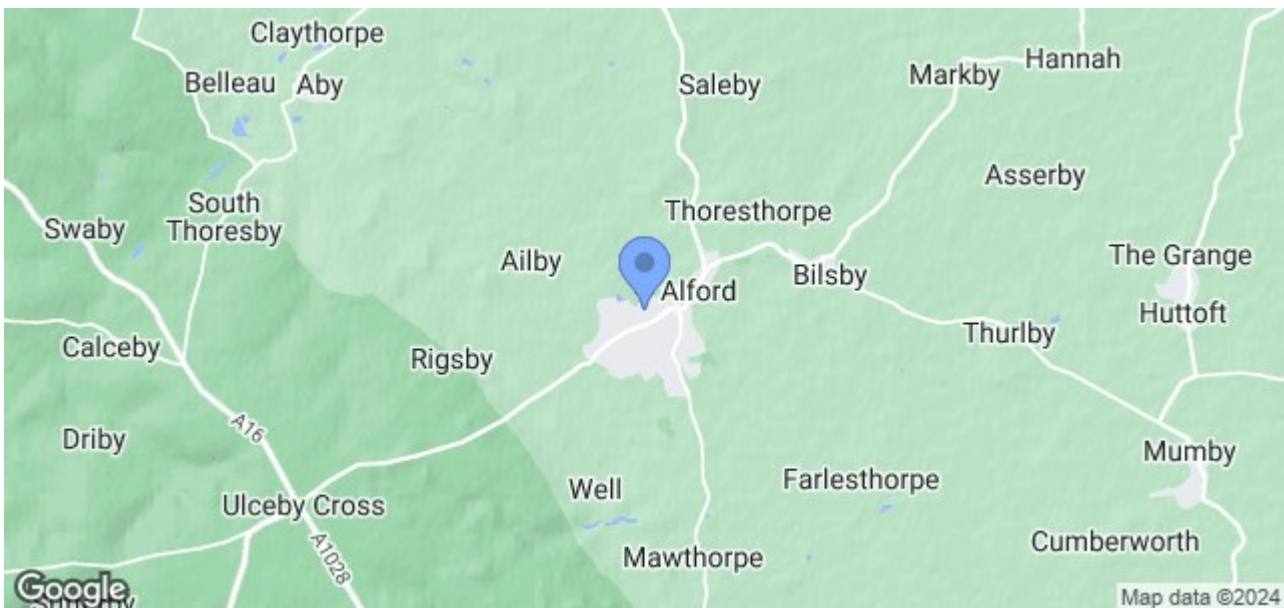 Claythorpe
Hannah
Markby
Belleau
Aby
Saleby
Asserby
South
Thoresby
Thoresthorpe
Swaby
Ailby
The Grange
Bilsby
Alford
Huttoft
Thurlby
Calceby
Rigsby
A16
Driby
Mumby
Farlesthorpe
Well
Ulceby Cross
A1028
Cumberworth
Mawthorpe
Google
Map data ©2024